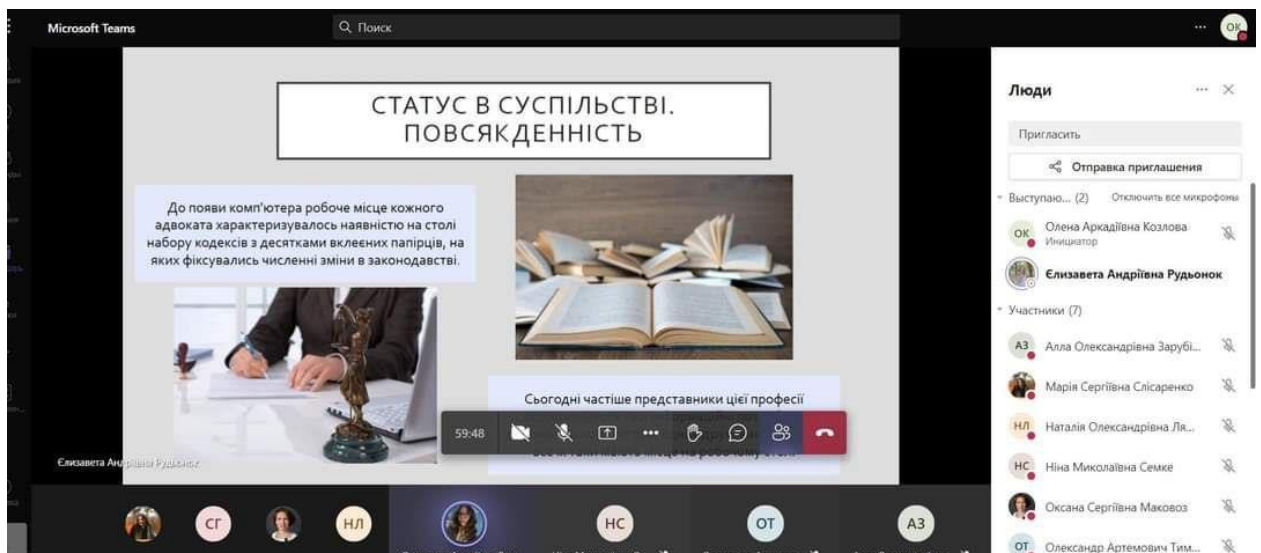 Microsoft Teams
Поиск
ОК
СТАТУС В СУСПІЛЬСТВІ.
ПОВСЯКДЕННІСТЬ
До появи комп'ютера робоче місце кожного
адвоката характеризувалось наявністю на столі
набору кодексів з десятками вклеєних папірців, на
яких фіксувались численні зміни в законодавстві.
Сьогодні частіше представники цієї професії
59:48
Єлизавета Андріївна Рудьонок
СГ
НЛ
НС
ОТ
АЗ
Люди
Пригласить
Отправка приглашения
Выступаю... (2) Отключить все микрофоны
ОК
Олена Аркадіївна Козлова
Инициатор
Єлизавета Андріївна Рудьонок
Участники (7)
АЗ Алла Олександрівна Зарубі...
Марія Сергіївна Слісаренко
НЛ Наталія Олександрівна Ля...
НС Ніна Миколаївна Семке
Оксана Сергіївна Маковоз
ОТ Олександр Артемович Тим...